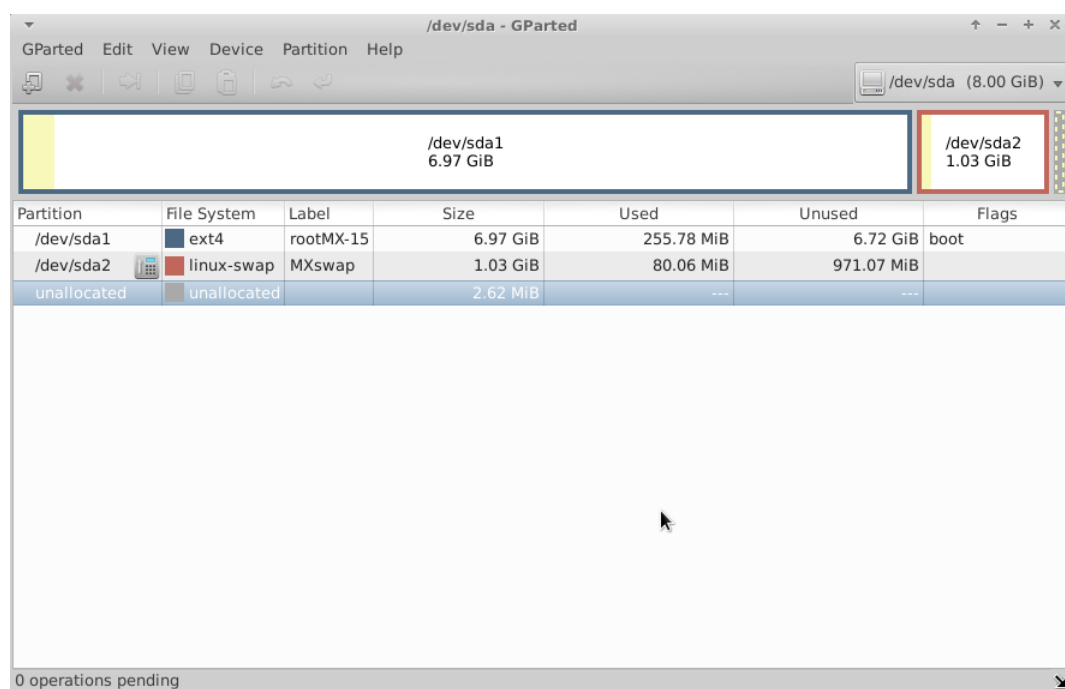 /dev/sda - GParted
GParted Edit View Device Partition Help
/dev/sda (8.00 GiB)
/dev/sda1
6.97 GiB
/dev/sda2
1.03 GiB
Partition File System Label Size Used Unused Flags
/dev/sda1 ext4 rootMX-15 6.97 GiB 255.78 MiB 6.72 GiB boot
/dev/sda2 linux-swap MXswap 1.03 GiB 80.06 MiB 971.07 MiB
unallocated unallocated 2.62 MiB --- ---
0 operations pending